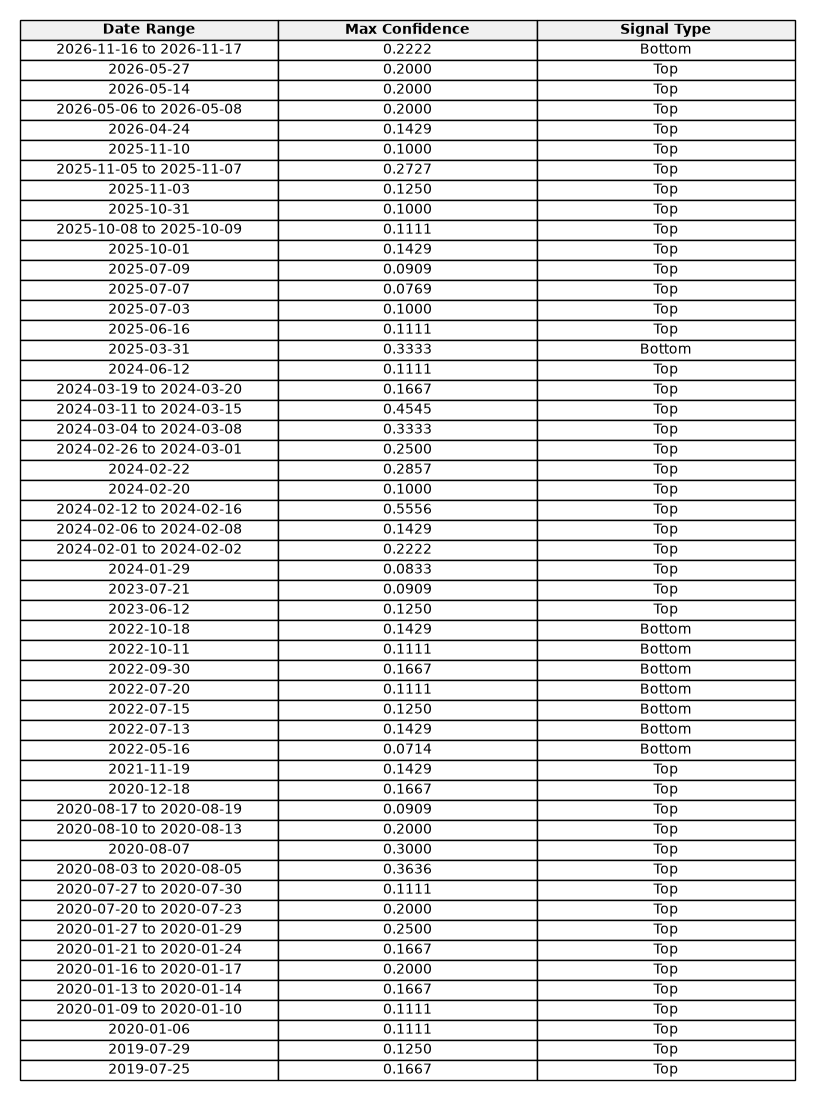 Date Range Max Confidence Signal Type
2026-11-16 to 2026-11-17 0.2222 Bottom
2026-05-27 0.2000 Top
2026-05-14 0.2000 Top
2026-05-06 to 2026-05-08 0.2000 Top
2026-04-24 0.1429 Top
2025-11-10 0.1000 Top
2025-11-05 to 2025-11-07 0.2727 Top
2025-11-03 0.1250 Top
2025-10-31 0.1000 Top
2025-10-08 to 2025-10-09 0.1111 Top
2025-10-01 0.1429 Top
2025-07-09 0.0909 Top
2025-07-07 0.0769 Top
2025-07-03 0.1000 Top
2025-06-16 0.1111 Top
2025-03-31 0.3333 Bottom
2024-06-12 0.1111 Top
2024-03-19 to 2024-03-20 0.1667 Top
2024-03-11 to 2024-03-15 0.4545 Top
2024-03-04 to 2024-03-08 0.3333 Top
2024-02-26 to 2024-03-01 0.2500 Top
2024-02-22 0.2857 Top
2024-02-20 0.1000 Top
2024-02-12 to 2024-02-16 0.5556 Top
2024-02-06 to 2024-02-08 0.1429 Top
2024-02-01 to 2024-02-02 0.2222 Top
2024-01-29 0.0833 Top
2023-07-21 0.0909 Top
2023-06-12 0.1250 Top
2022-10-18 0.1429 Bottom
2022-10-11 0.1111 Bottom
2022-09-30 0.1667 Bottom
2022-07-20 0.1111 Bottom
2022-07-15 0.1250 Bottom
2022-07-13 0.1429 Bottom
2022-05-16 0.0714 Bottom
2021-11-19 0.1429 Top
2020-12-18 0.1667 Top
2020-08-17 to 2020-08-19 0.0909 Top
2020-08-10 to 2020-08-13 0.2000 Top
2020-08-07 0.3000 Top
2020-08-03 to 2020-08-05 0.3636 Top
2020-07-27 to 2020-07-30 0.1111 Top
2020-07-20 to 2020-07-23 0.2000 Top
2020-01-27 to 2020-01-29 0.2500 Top
2020-01-21 to 2020-01-24 0.1667 Top
2020-01-16 to 2020-01-17 0.2000 Top
2020-01-13 to 2020-01-14 0.1667 Top
2020-01-09 to 2020-01-10 0.1111 Top
2020-01-06 0.1111 Top
2019-07-29 0.1250 Top
2019-07-25 0.1667 Top